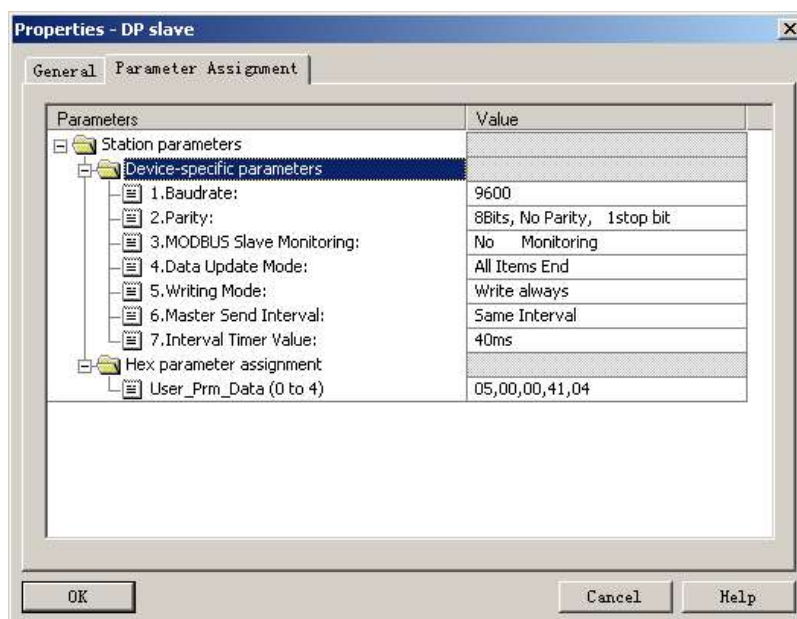 Properties - DP slave
General Parameter Assignment
Parameters Value
Station parameters
Device-specific parameters
1.Baudrate: 9600
2.Parity: 8Bits, No Parity, 1stop bit
3.MODBUS Slave Monitoring: No Monitoring
4.Data Update Mode: All Items End
5.Writing Mode: Write always
6.Master Send Interval: Same Interval
7.Interval Timer Value: 40ms
Hex parameter assignment
User_Prm_Data (0 to 4) 05,00,00,41,04
OK Cancel Help